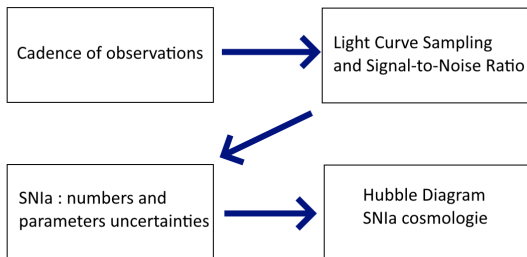 Cadence of observations
Light Curve Sampling
and Signal-to-Noise Ratio
SNIa : numbers and
parameters uncertainties
Hubble Diagram
SNIa cosmologie